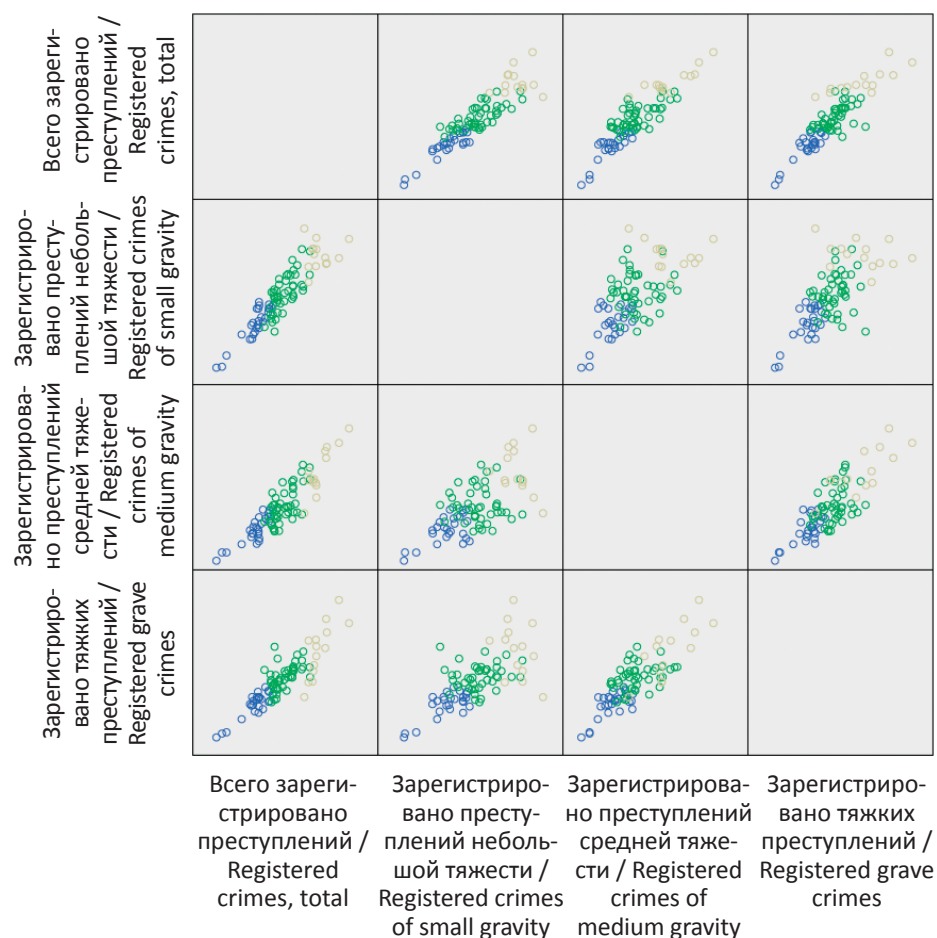 Всего зареги-
стрировано
преступлений /
Registered
crimes, total
Зарегистриро-
вано престу-
плений неболь-
шой тяжести /
Registered crimes
of small gravity
Зарегистрирова-
но преступлений
средней тяже-
сти / Registered
crimes of
medium gravity
Зарегистриро-
вано тяжких
преступлений /
Registered grave
crimes
Всего зареги-
стрировано
преступлений /
Registered
crimes, total
Зарегистриро-
вано престу-
плений неболь-
шой тяжести /
Registered crimes
of small gravity
Зарегистрирова-
но преступлений
средней тяже-
сти / Registered
crimes of
medium gravity
Зарегистриро-
вано тяжких
преступлений /
Registered grave
crimes